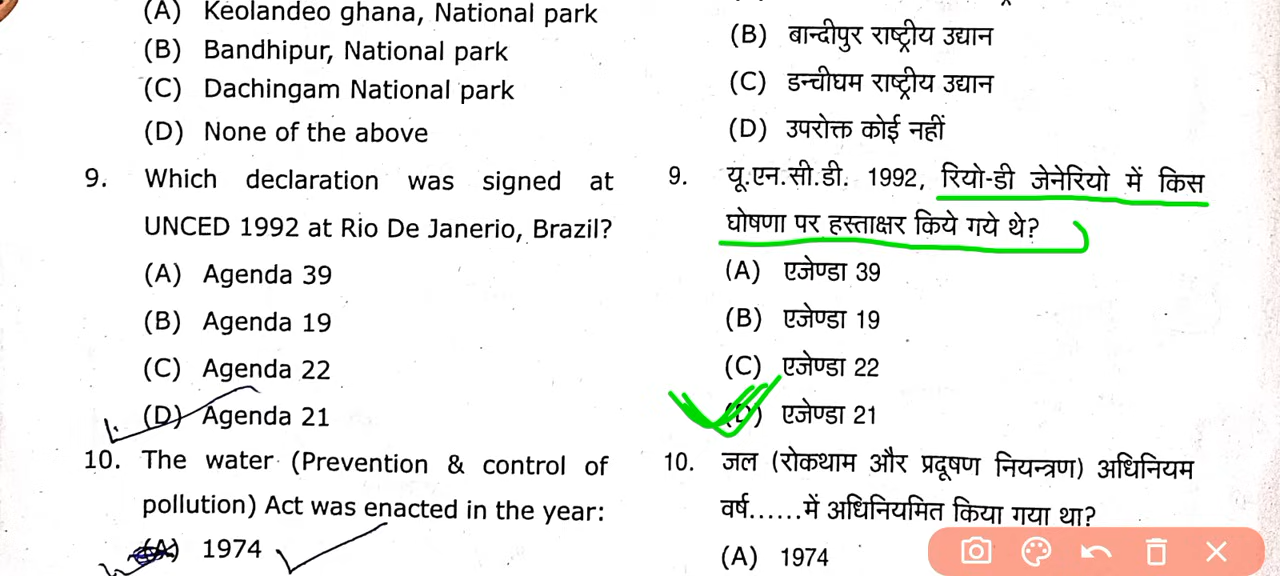 (A) Keolandeo ghana, National park
(B) Bandhipur, National park
(C) Dachingam National park
(D) None of the above
9. Which declaration was signed at
UNCED 1992 at Rio De Janerio, Brazil?
(A) Agenda 39
(B) Agenda 19
(C) Agenda 22
(D) Agenda 21
10. The water (Prevention & control of
pollution) Act was enacted in the year:
(A) 1974
(B) बान्दीपुर राष्ट्रीय उद्यान
(C) डन्चीघम राष्ट्रीय उद्यान
(D) उपरोक्त कोई नहीं
9. यू.एन.सी.डी. 1992, रियो-डी जेनेरियो में किस
घोषणा पर हस्ताक्षर किये गये थे?
(A) एजेण्डा 39
(B) एजेण्डा 19
(C) एजेण्डा 22
(D) एजेण्डा 21
10. जल (रोकथाम और प्रदूषण नियन्त्रण) अधिनियम
वर्ष......में अधिनियमित किया गया था?
(A) 1974